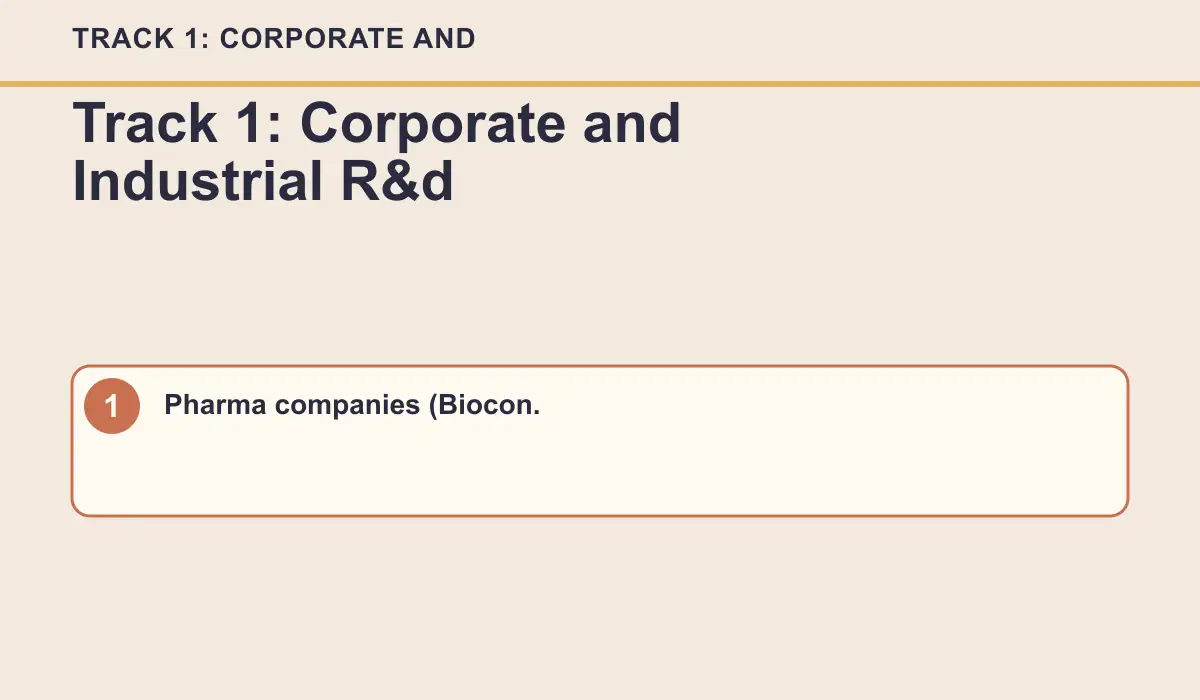 TRACK 1: CORPORATE AND
Track 1: Corporate and
Industrial R&d
1 Pharma companies (Biocon.